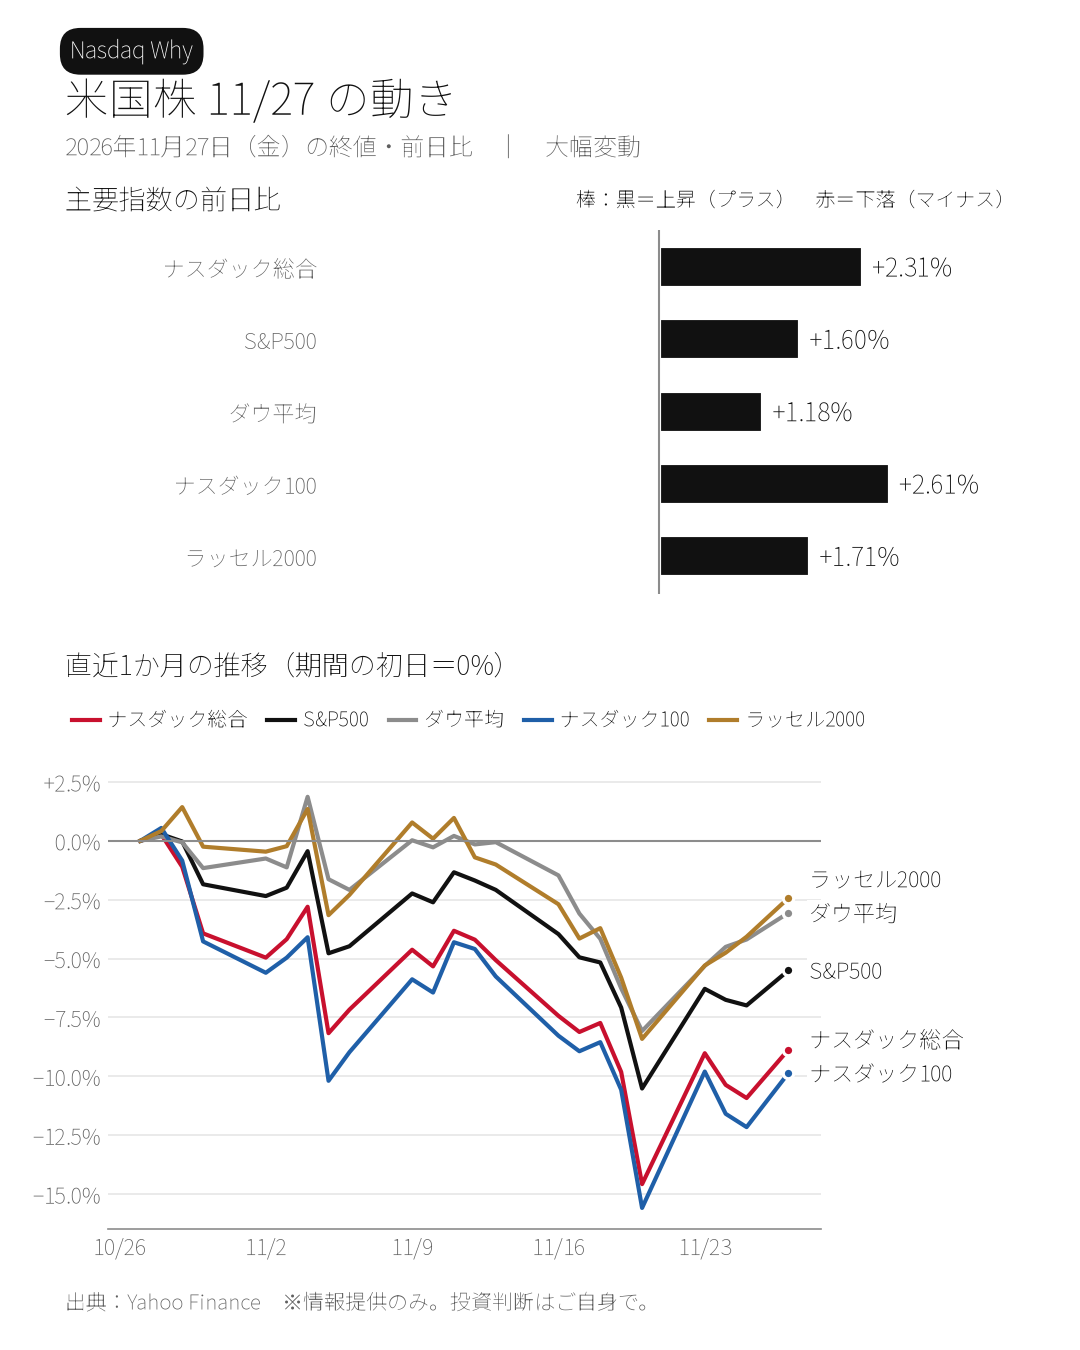 Nasdaq Why
米国株 11/27 の動き
2026年11月27日（金）の終値・前日比　｜　大幅変動
主要指数の前日比
棒：黒＝上昇（プラス）　赤＝下落（マイナス）
ナスダック総合 +2.31%
S&P500 +1.60%
ダウ平均 +1.18%
ナスダック100 +2.61%
ラッセル2000 +1.71%
直近1か月の推移（期間の初日＝0%）
ナスダック総合 S&P500 ダウ平均 ナスダック100 ラッセル2000
+2.5%
0.0%
−2.5%
−5.0%
−7.5%
−10.0%
−12.5%
−15.0%
ラッセル2000
ダウ平均
S&P500
ナスダック総合
ナスダック100
10/26 11/2 11/9 11/16 11/23
出典：Yahoo Finance　※情報提供のみ。投資判断はご自身で。